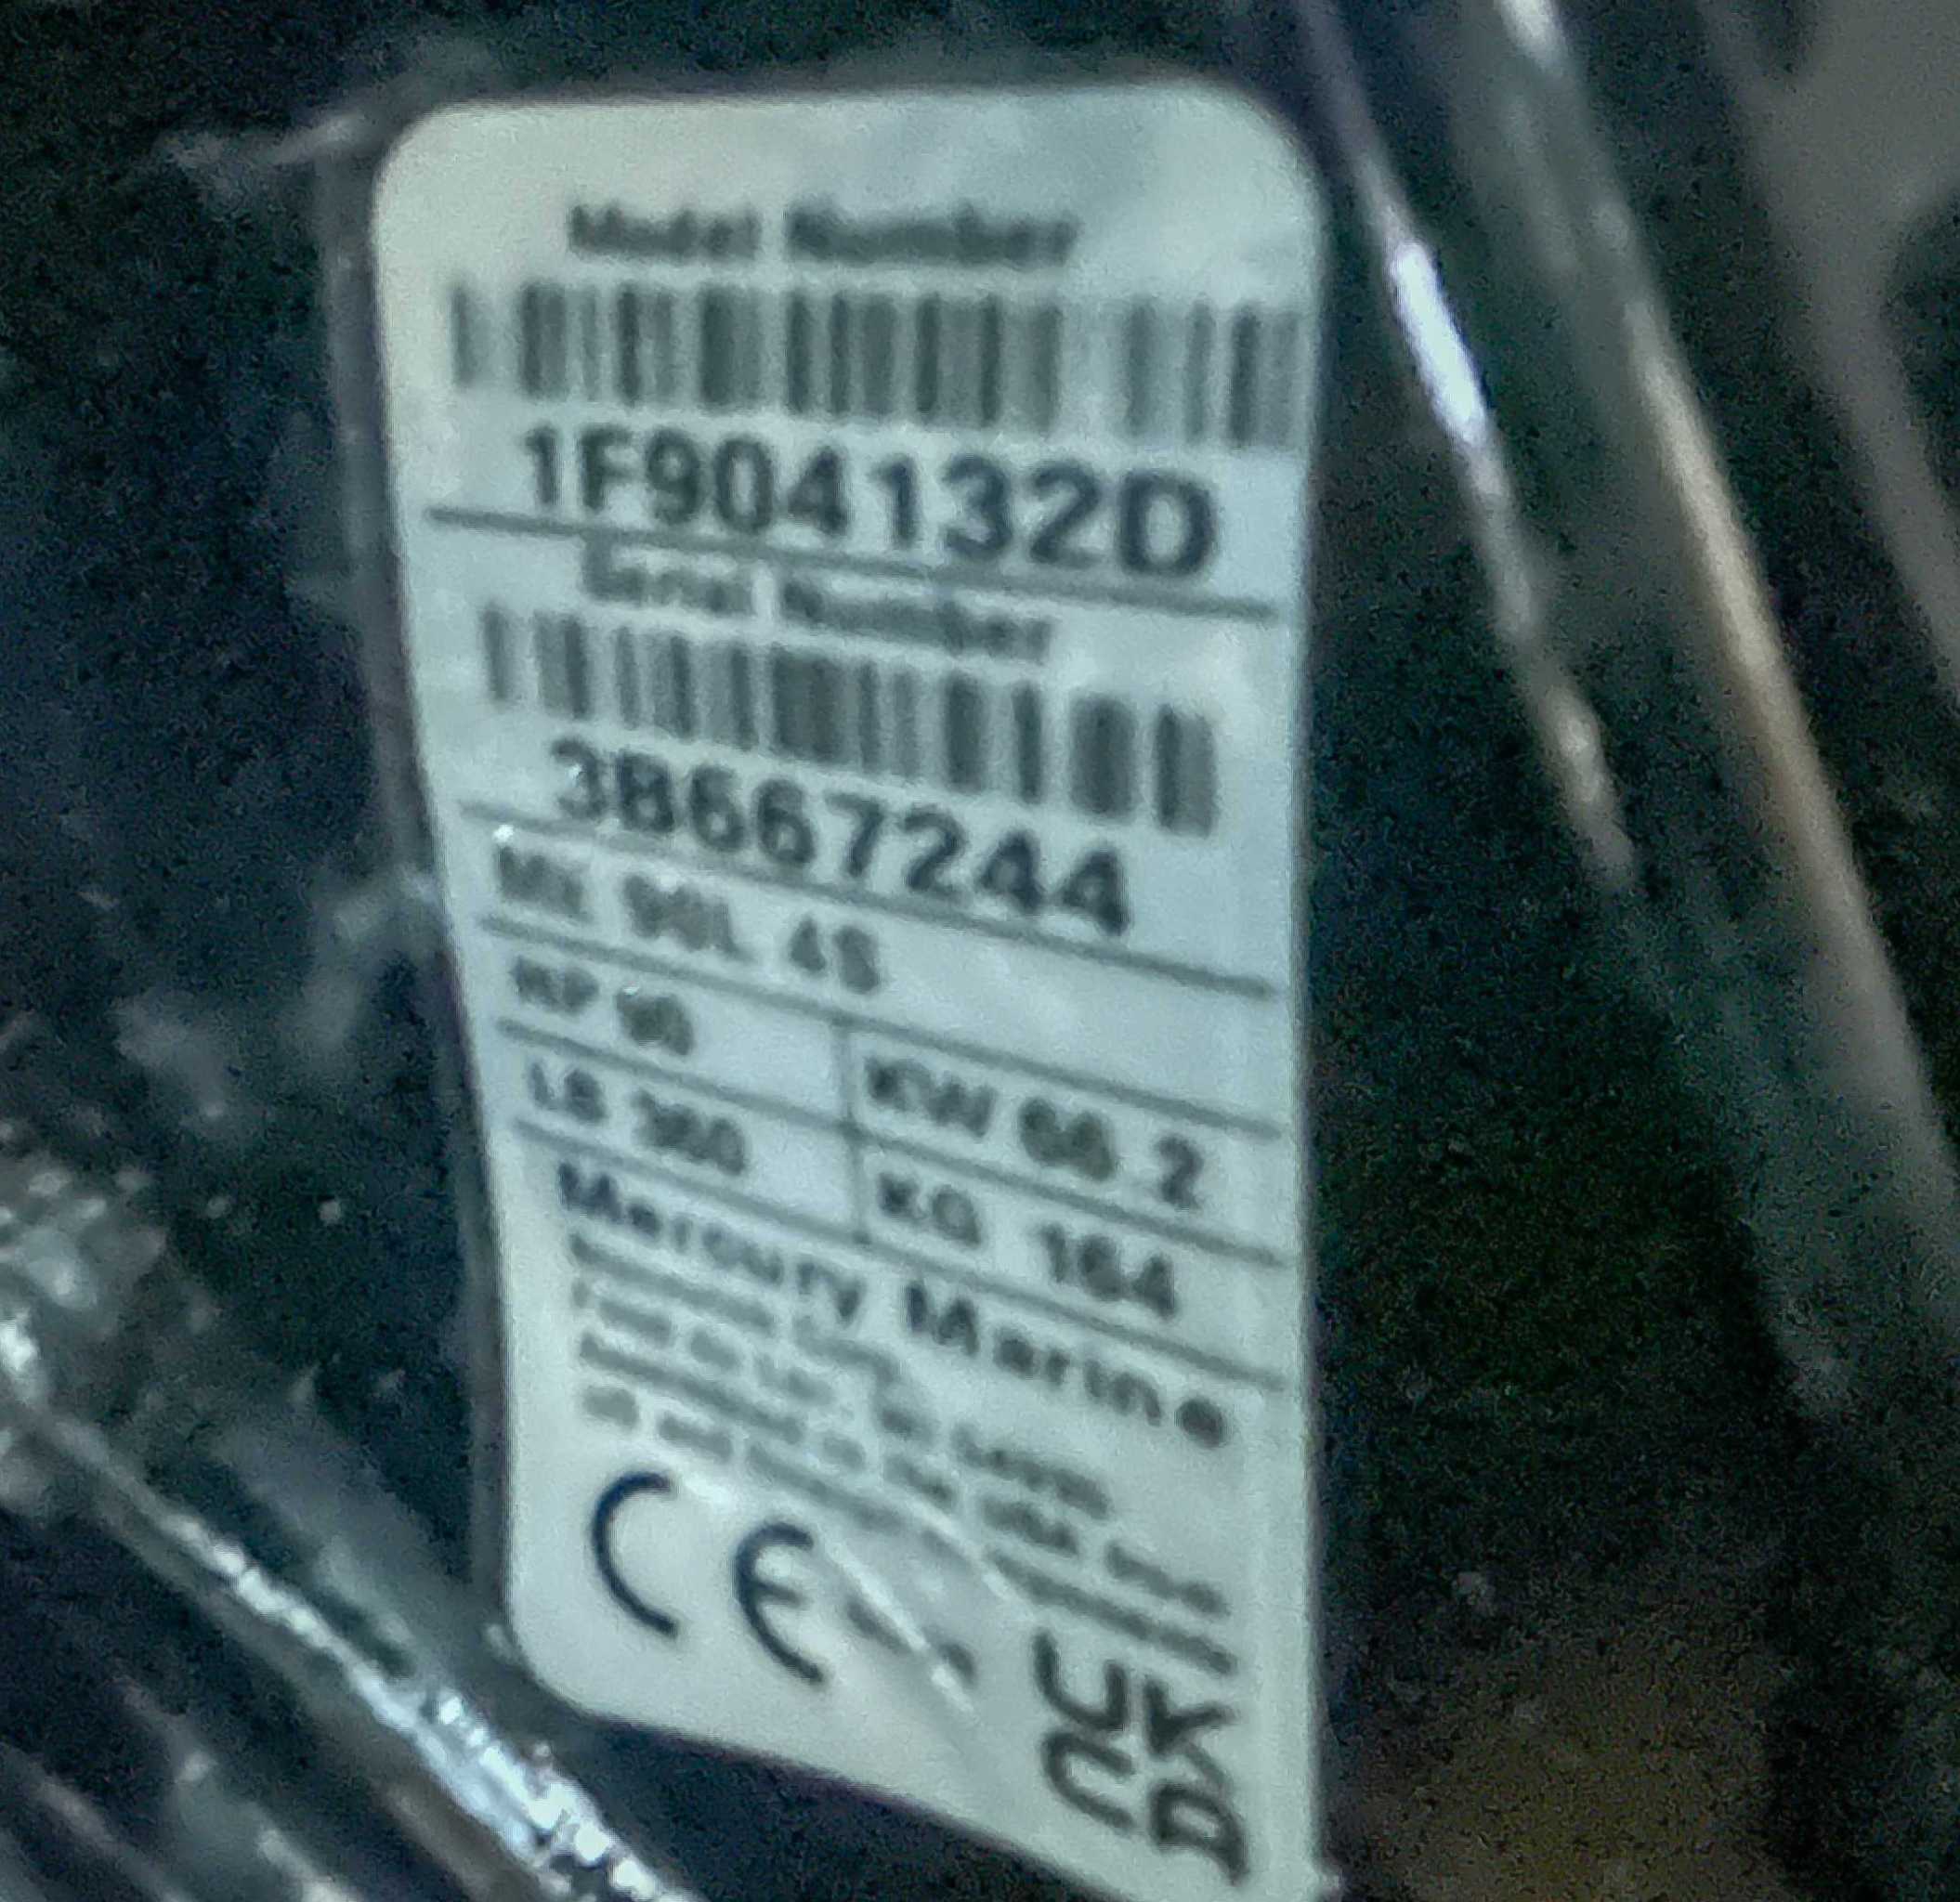 Model Number
1F904132D
Serial Number
3B667244
ME 90L 4S
HP 90
KW 66.2
LB 360
KG 164
Mercury Marine
CE
UK
CA